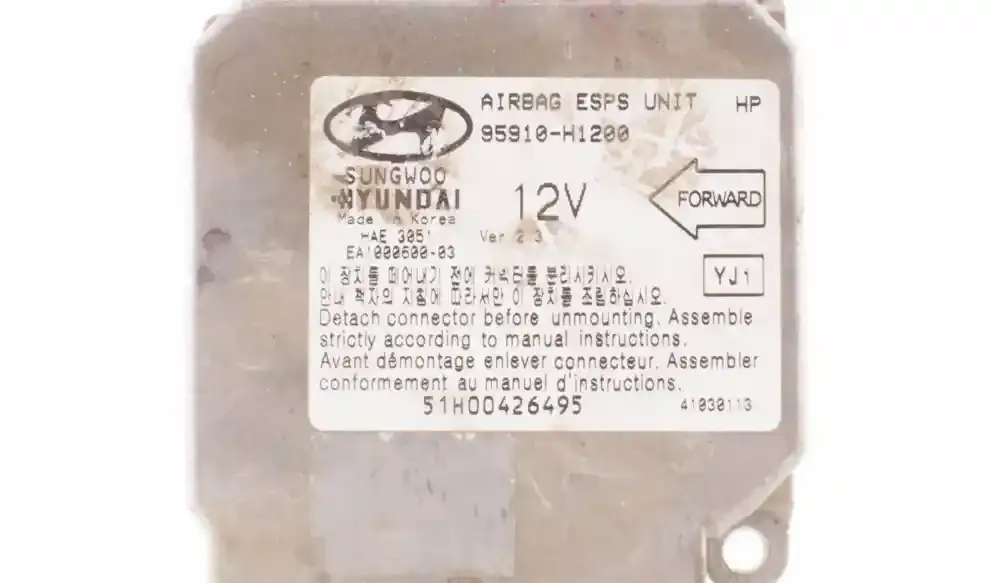 AIRBAG ESPS UNIT HP
95910-H1200
SUNGWOO
HYUNDAI
Made in Korea
12V
FORWARD
HAE 3051
Ver 2.3
EA1000600-03
YJ1
이 장치를 떼어내기 전에 커넥터를 분리시키시오.
안내 책자의 지침에 따라서만 이 장치를 조립하십시오.
Detach connector before unmounting. Assemble
strictly according to manual instructions.
Avant démontage enlever connecteur. Assembler
conformement au manuel d'instructions.
51H00426495
41030113